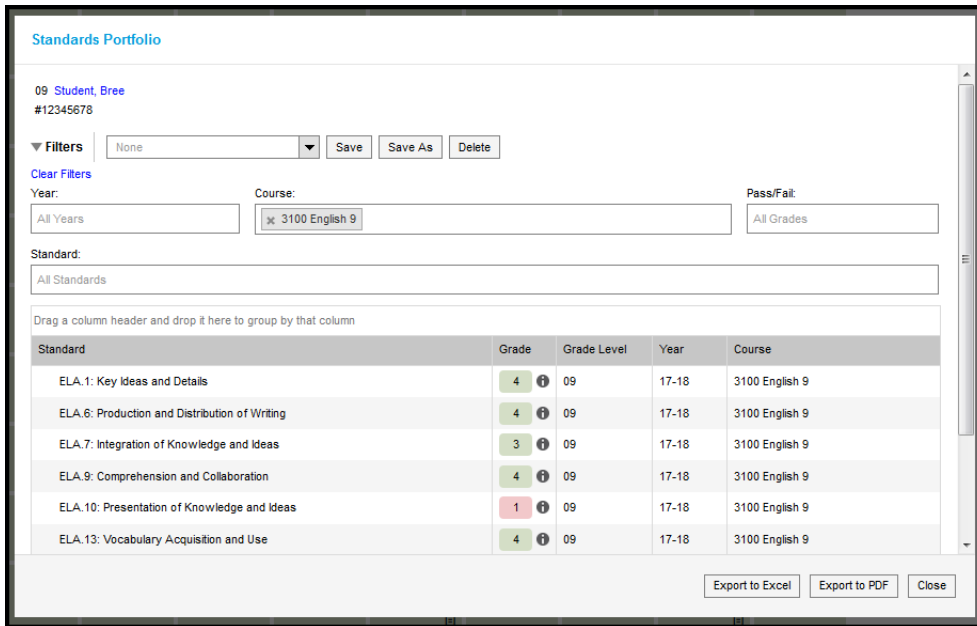 Standards Portfolio
09 Student, Bree
#12345678
Filters None Save Save As Delete
Clear Filters
Year: Course: Pass/Fail:
All Years 3100 English 9 All Grades
Standard:
All Standards
Drag a column header and drop it here to group by that column
Standard Grade Grade Level Year Course
ELA.1: Key Ideas and Details 4 09 17-18 3100 English 9
ELA.6: Production and Distribution of Writing 4 09 17-18 3100 English 9
ELA.7: Integration of Knowledge and Ideas 3 09 17-18 3100 English 9
ELA.9: Comprehension and Collaboration 4 09 17-18 3100 English 9
ELA.10: Presentation of Knowledge and Ideas 1 09 17-18 3100 English 9
ELA.13: Vocabulary Acquisition and Use 4 09 17-18 3100 English 9
Export to Excel Export to PDF Close